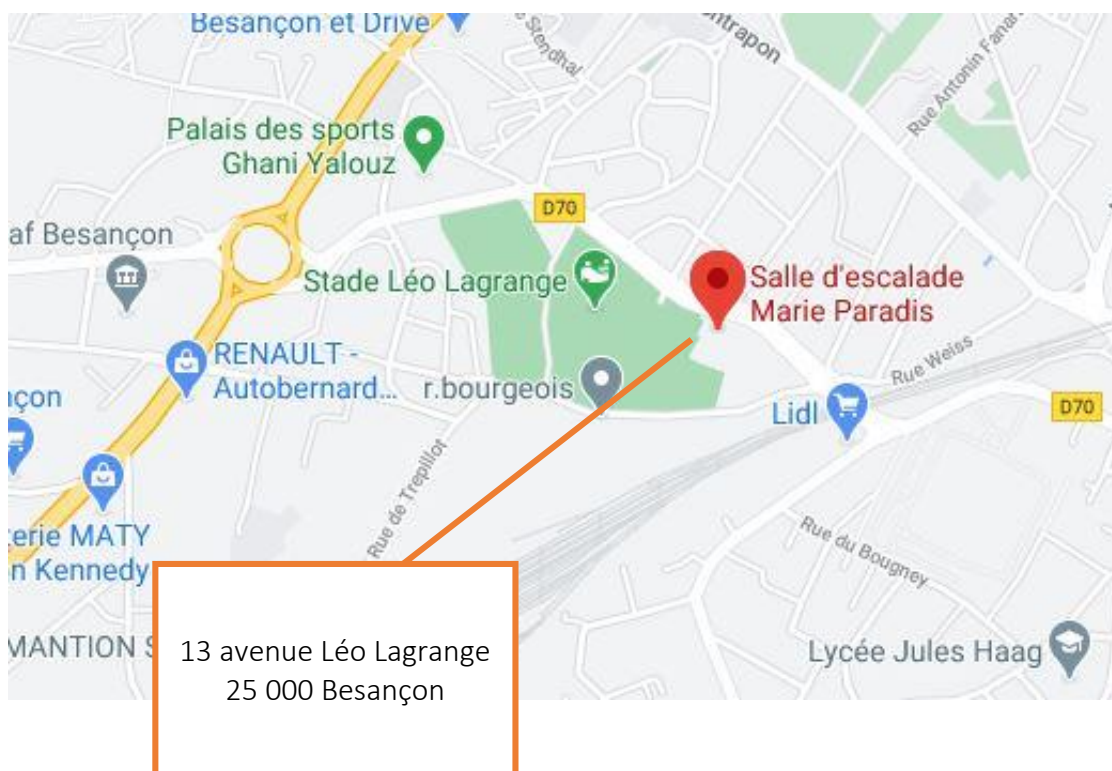 Besançon et Drive
Stendhal
Rue Antonin Fanart
Palais des sports
Ghani Yalouz
D70
af Besançon
Stade Léo Lagrange
Salle d'escalade
Marie Paradis
RENAULT -
Autobernard...
r.bourgeois
Rue Weiss
nçon
Lidl
D70
Rue de Trepillot
erie MATY
n Kennedy
Rue du Bougney
MANTION S
13 avenue Léo Lagrange
25 000 Besançon
Lycée Jules Haag